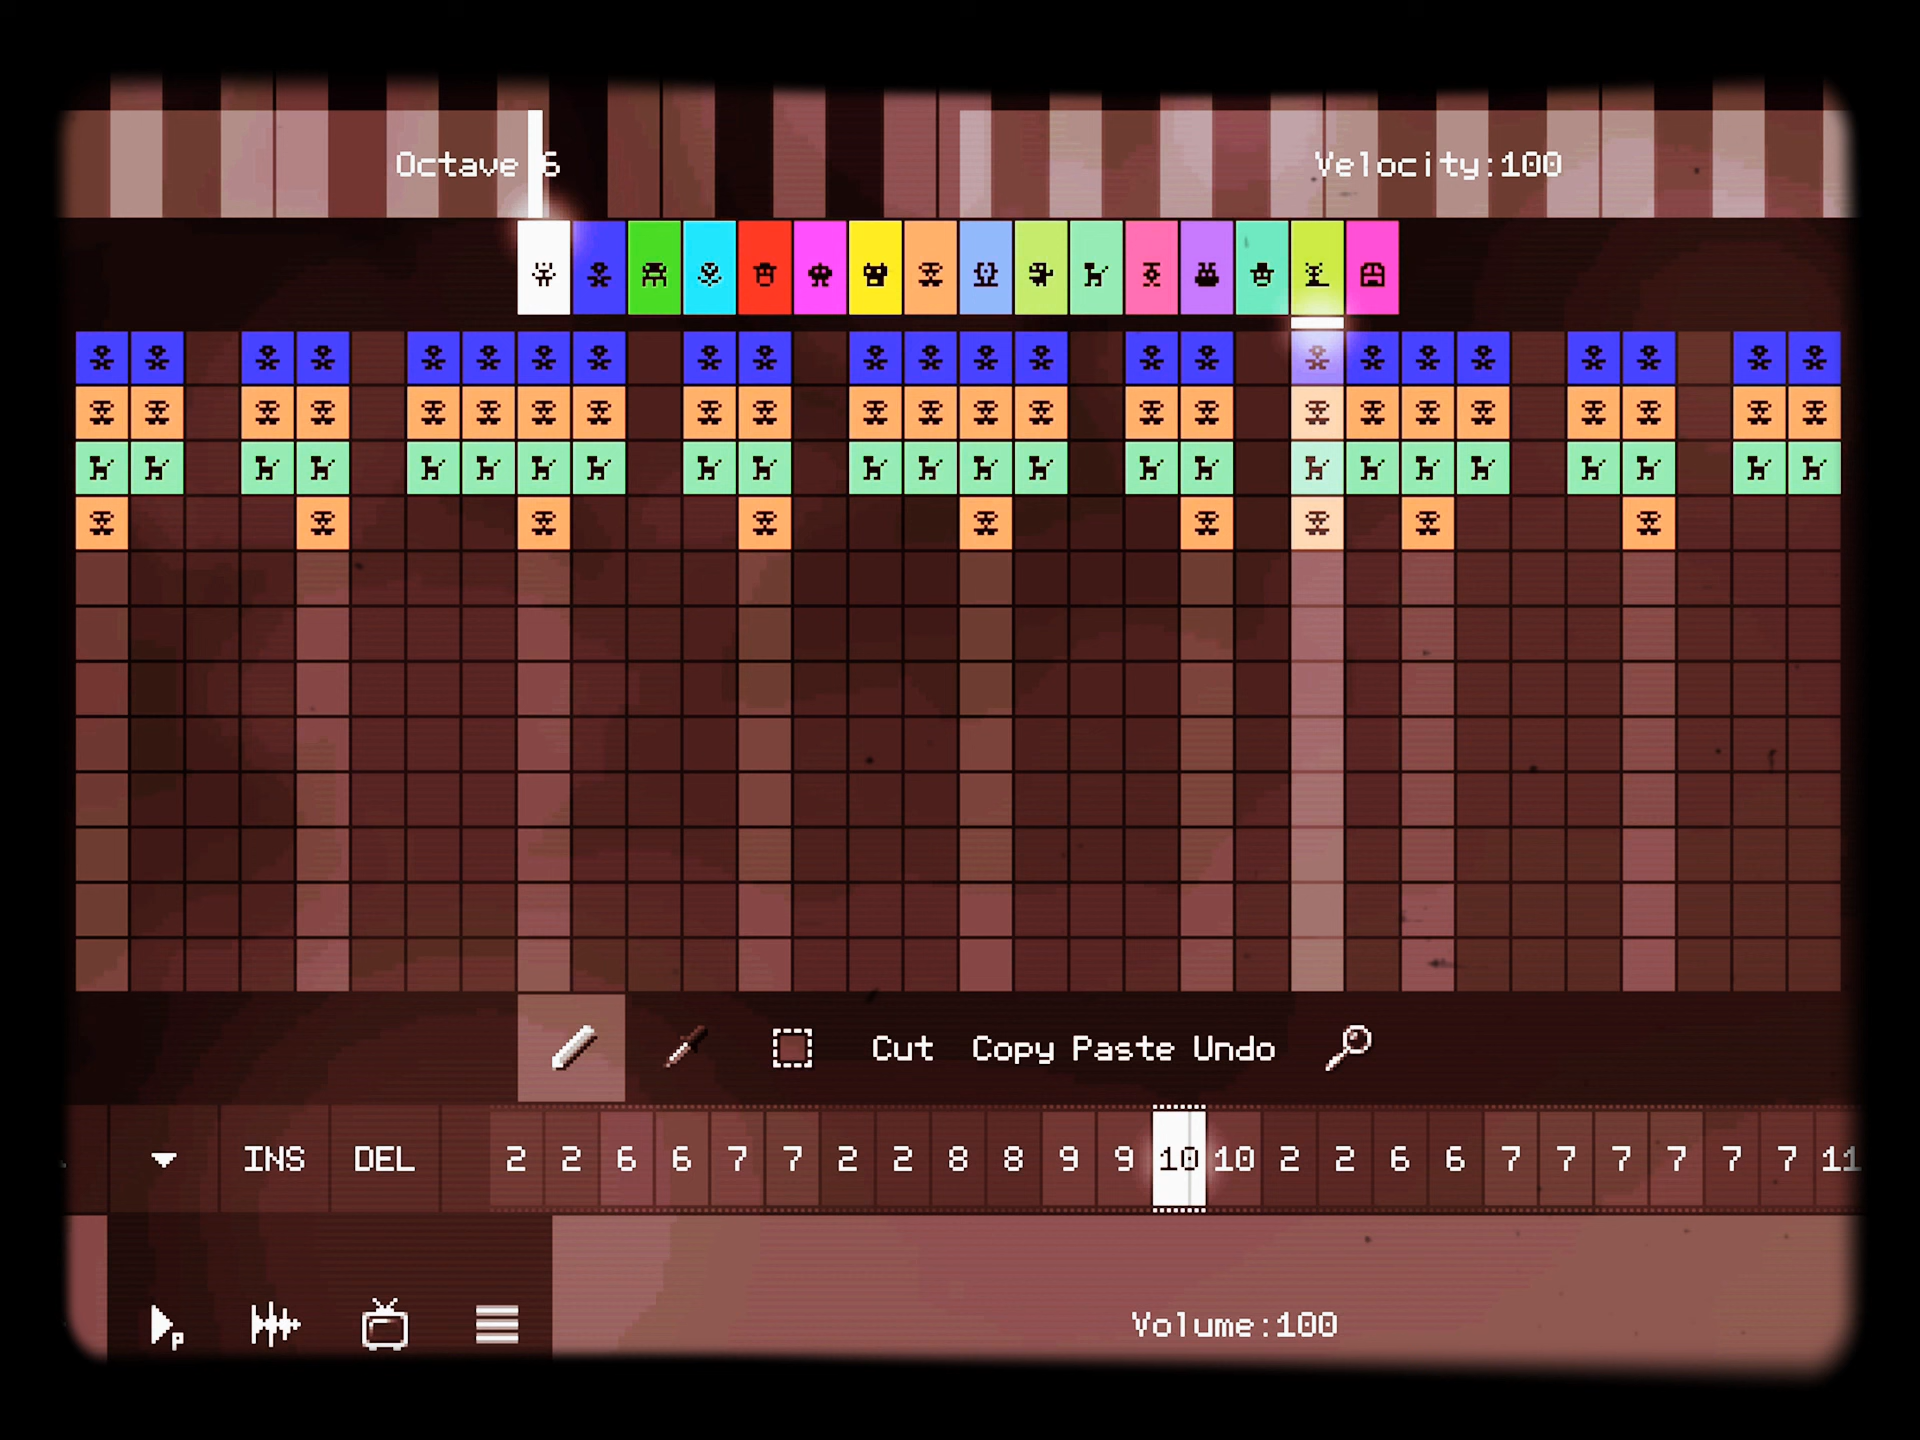 Octave 6 Velocity:100
Cut Copy Paste Undo
INS DEL 2 2 6 6 7 7 2 2 8 8 9 9 10 10 2 2 6 6 7 7 7 7 7 7 11
P Volume:100